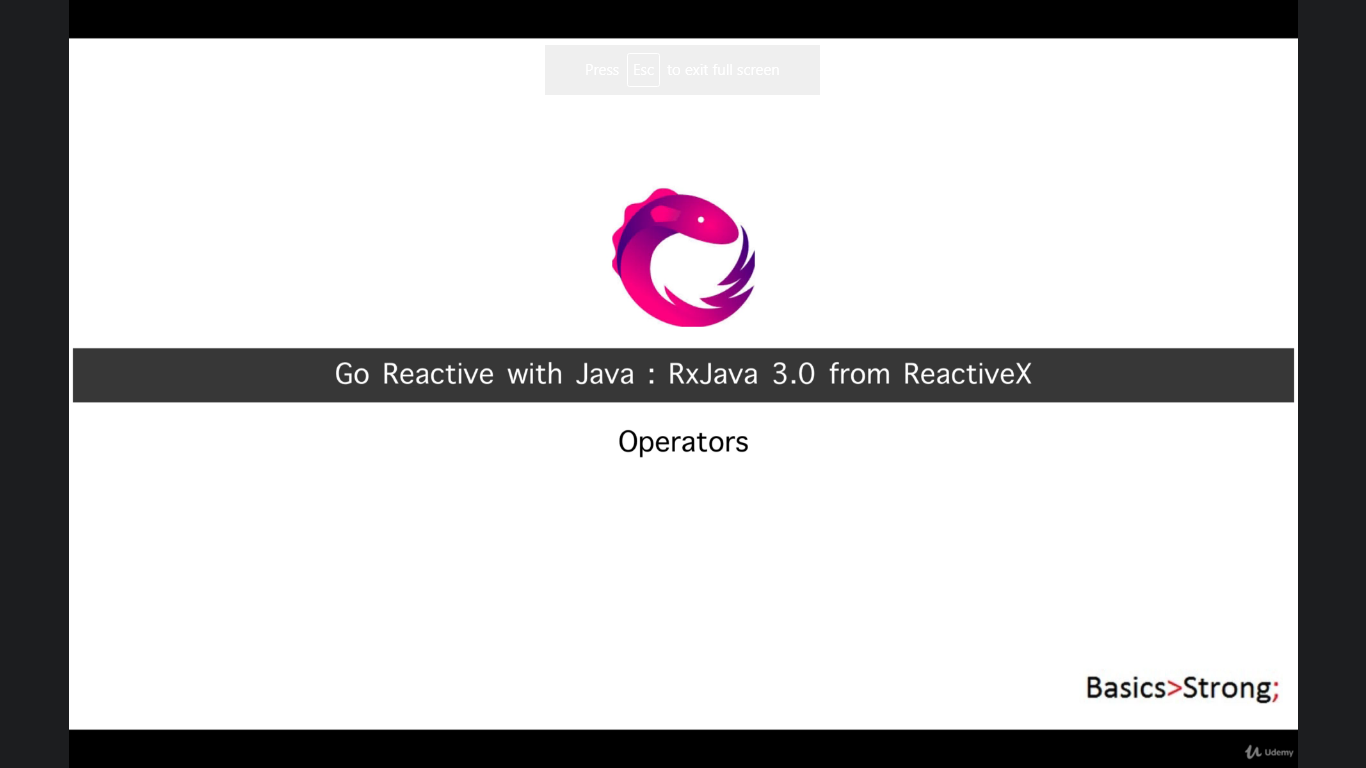 Press Esc to exit full screen
Go Reactive with Java : RxJava 3.0 from ReactiveX
Operators
Basics>Strong;
Udemy